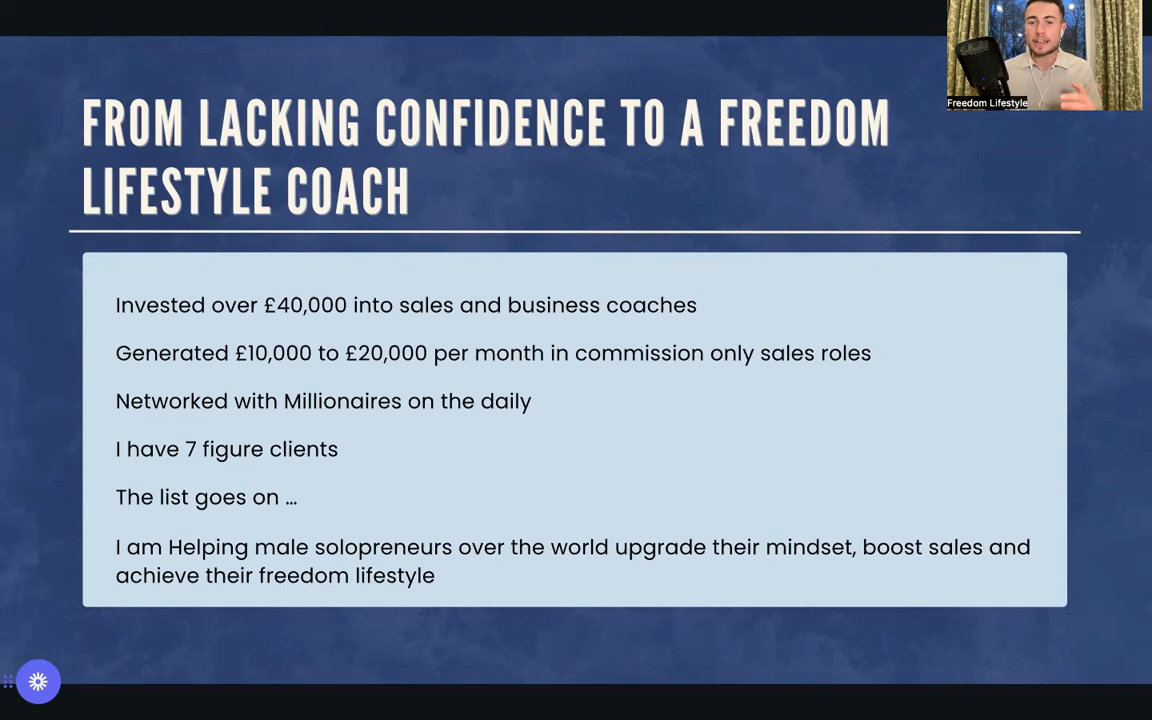 Freedom Lifestyle
FROM LACKING CONFIDENCE TO A FREEDOM
LIFESTYLE COACH
Invested over £40,000 into sales and business coaches
Generated £10,000 to £20,000 per month in commission only sales roles
Networked with Millionaires on the daily
I have 7 figure clients
The list goes on ...
I am Helping male solopreneurs over the world upgrade their mindset, boost sales and
achieve their freedom lifestyle